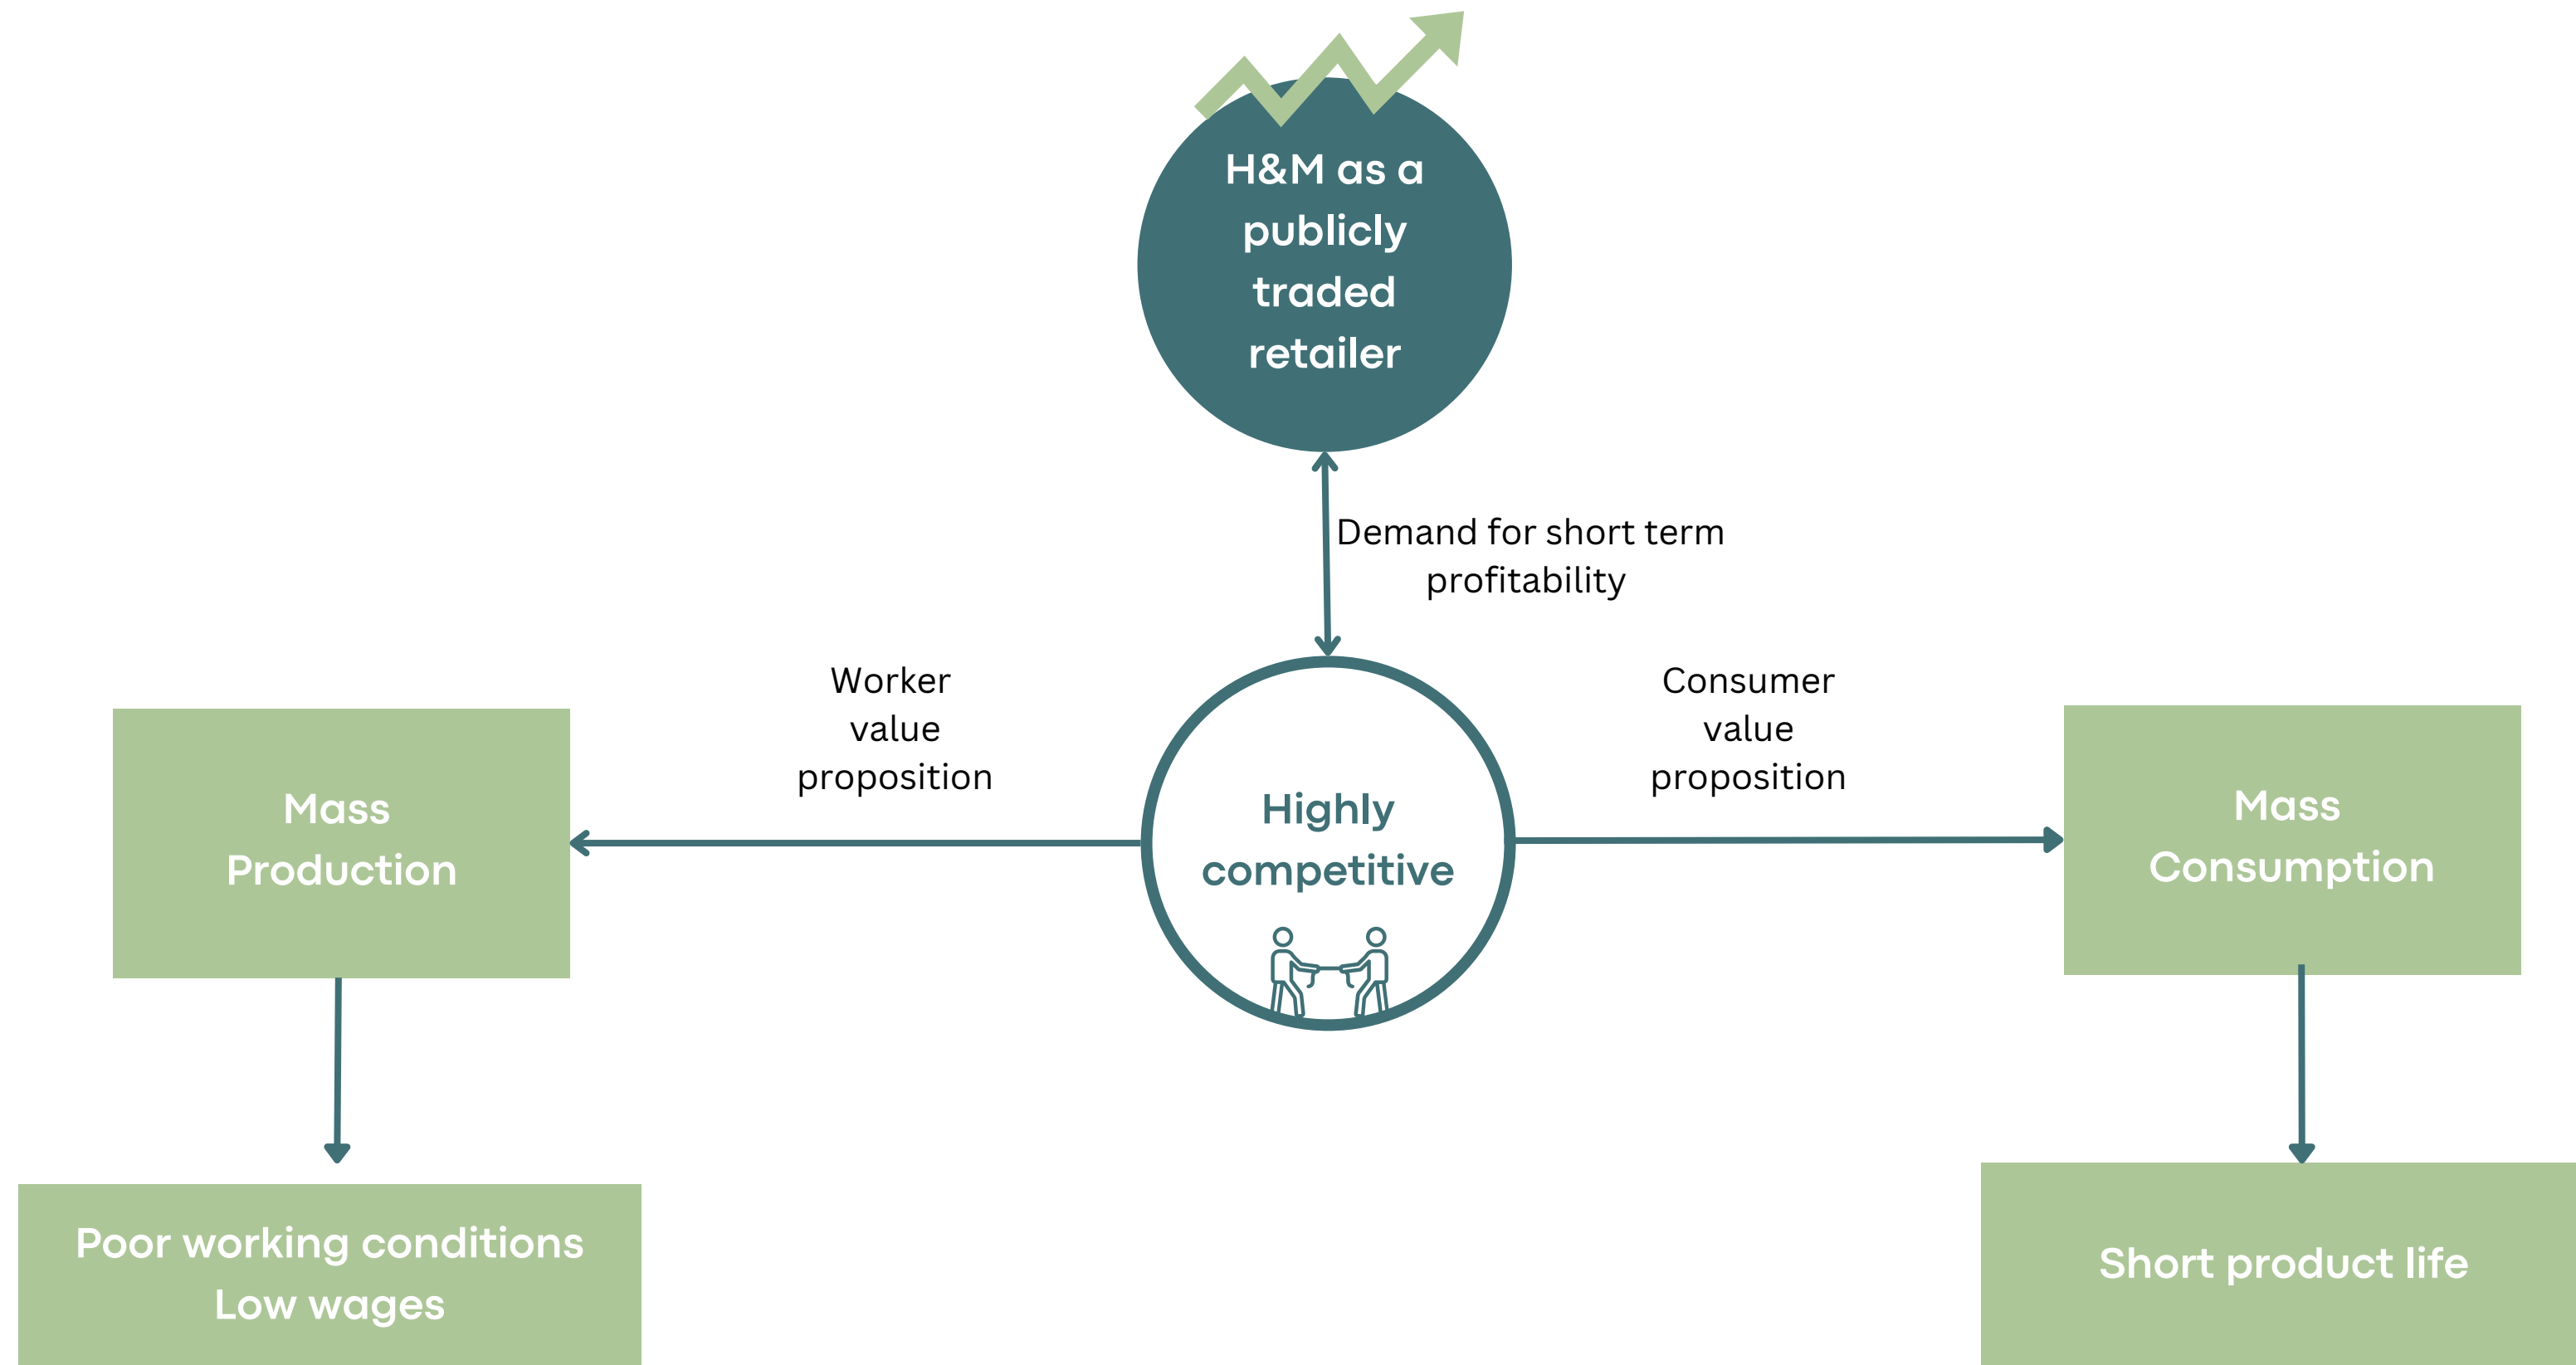 H&M as a
publicly
traded
retailer
Demand for short term
profitability
Worker
value
proposition
Consumer
value
proposition
Mass
Production
Highly
competitive
Mass
Consumption
Poor working conditions
Low wages
Short product life